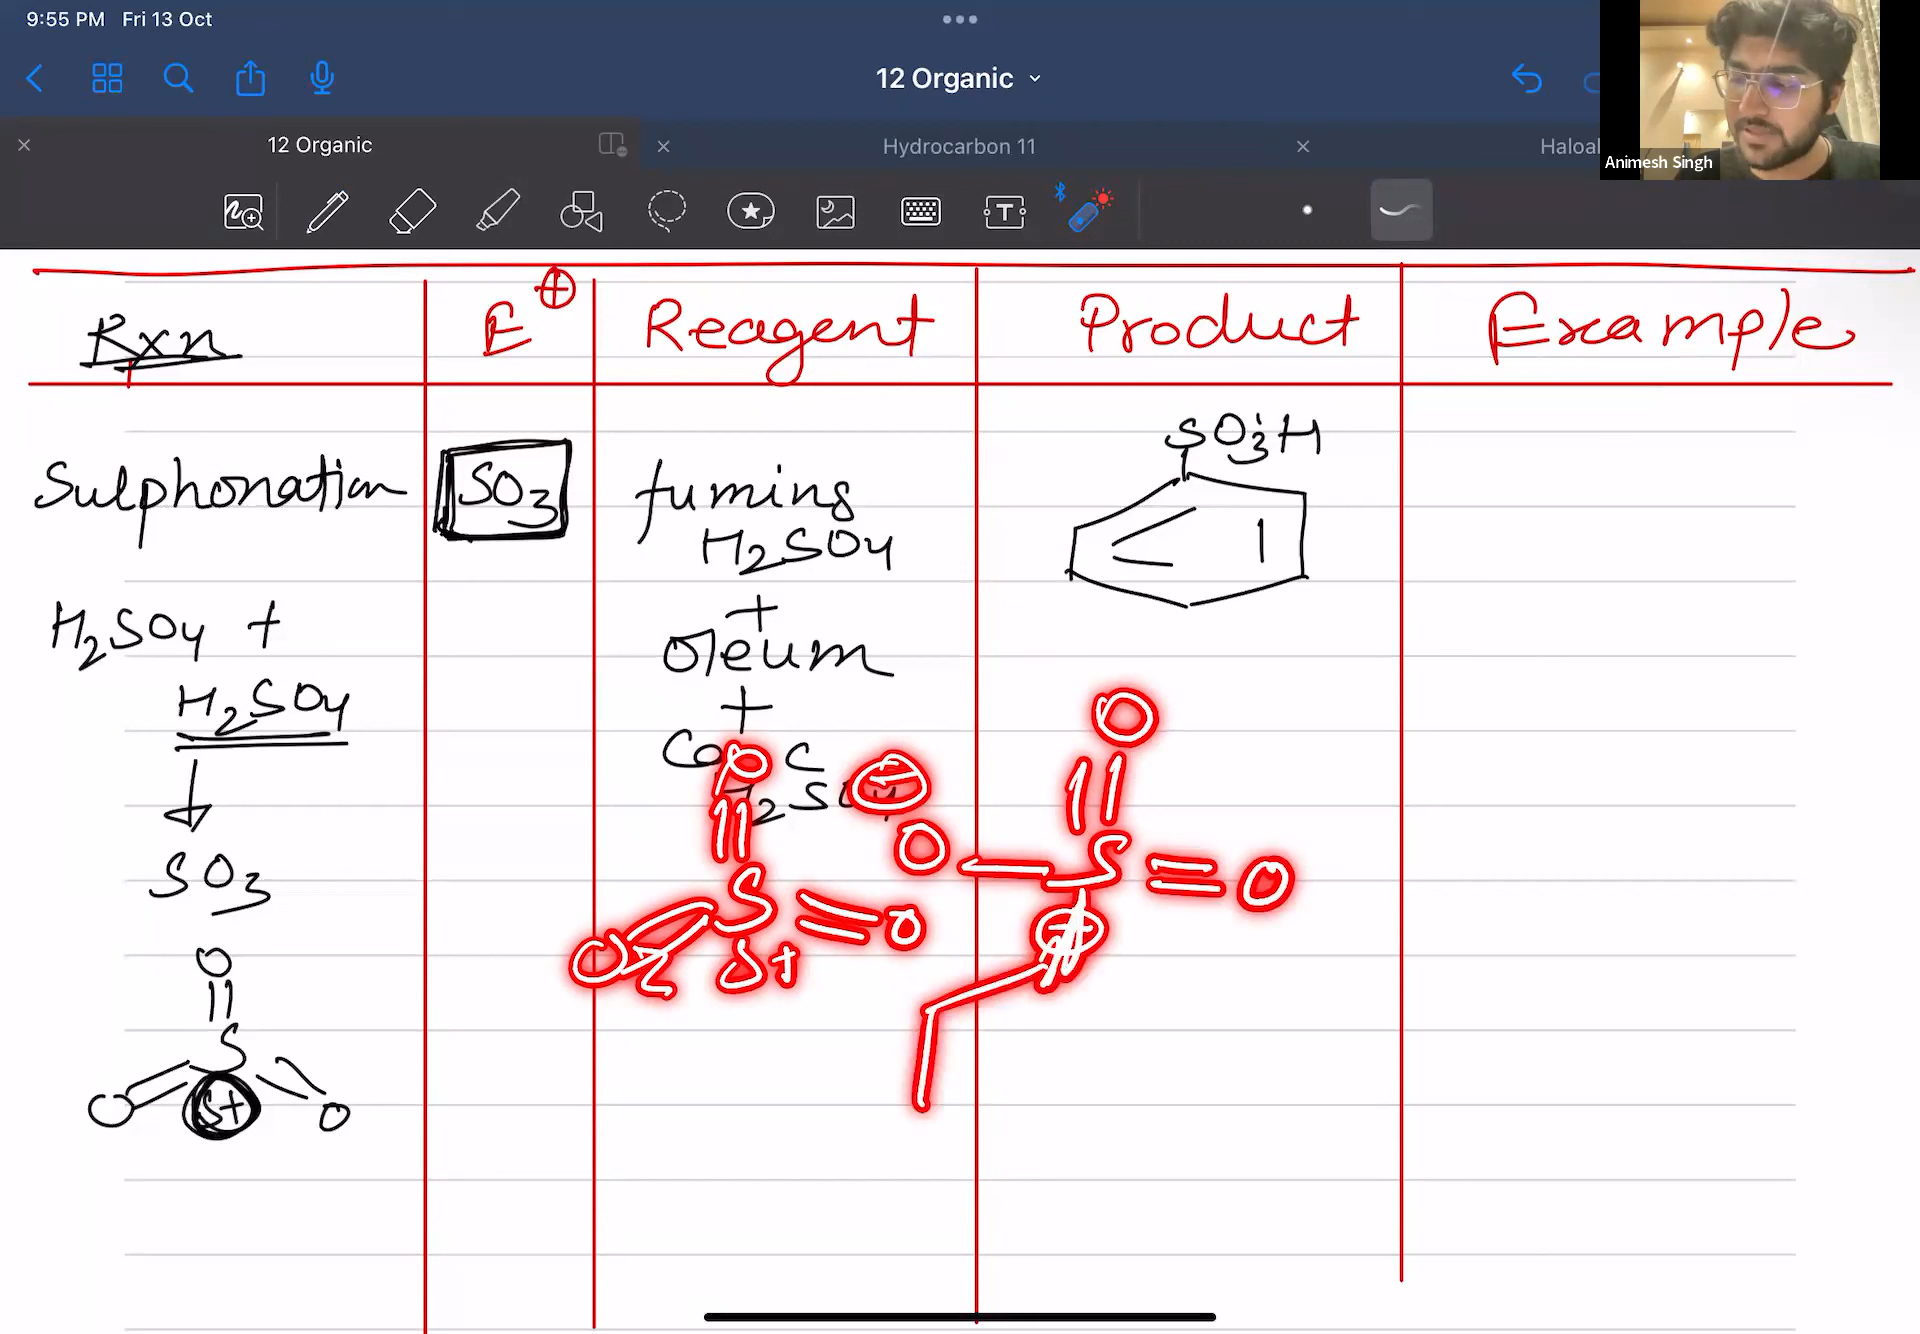 9:55 PM Fri 13 Oct
12 Organic
12 Organic
Hydrocarbon 11
Haloal
Animesh Singh
Rxn
E⊕
Reagent
Product
Example
Sulphonation
SO3
fuming
H2SO4
+
Oleum
+
SO3H
H2SO4 +
H2SO4
↓
SO3
O
S
O
δ+
O
O
S
O
δ+
O
O
⊖
O
S
O
⊕